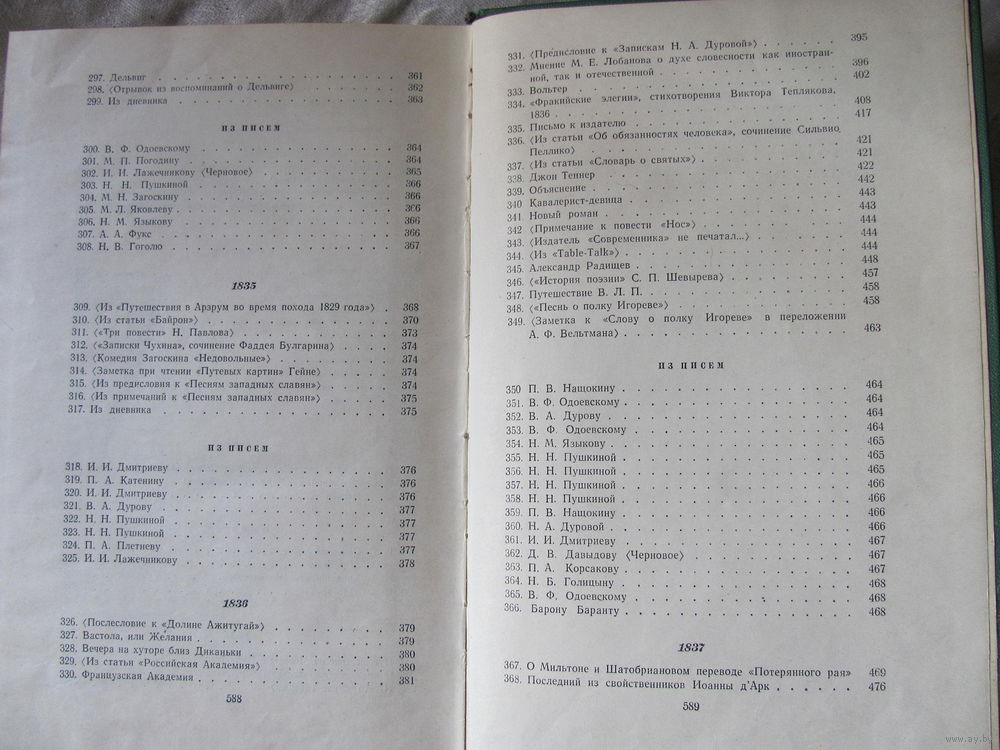 297. Дельвиг . . . 361
298. ⟨Отрывок из воспоминаний о Дельвиге⟩ . . . 362
299. Из дневника . . . 363
ИЗ ПИСЕМ
300. В. Ф. Одоевскому . . . 364
301. М. П. Погодину . . . 364
302. И. И. Лажечникову ⟨Черновое⟩ . . . 365
303. Н. Н. Пушкиной . . . 366
304. М. Н. Загоскину . . . 366
305. М. Л. Яковлеву . . . 366
306. Н. М. Языкову . . . 366
307. А. А. Фукс . . . 366
308. Н. В. Гоголю . . . 367
1835
309. ⟨Из «Путешествия в Арзрум во время похода 1829 года»⟩ . 368
310. ⟨Из статьи «Байрон»⟩ . . . 370
311. ⟨«Три повести» Н. Павлова⟩ . . . 373
312. ⟨«Записки Чухина», сочинение Фаддея Булгарина⟩ . . . 374
313. ⟨Комедия Загоскина «Недовольные»⟩ . . . 374
314. ⟨Заметка при чтении «Путевых картин» Гейне⟩ . . . 374
315. ⟨Из предисловия к «Песням западных славян»⟩ . . . 374
316. ⟨Из примечаний к «Песням западных славян»⟩ . . . 375
317. Из дневника . . . 375
ИЗ ПИСЕМ
318. И. И. Дмитриеву . . . 376
319. П. А. Катенину . . . 376
320. И. И. Дмитриеву . . . 376
321. В. А. Дурову . . . 377
322. Н. Н. Пушкиной . . . 377
323. Н. Н. Пушкиной . . . 377
324. П. А. Плетневу . . . 377
325. И. И. Лажечникову . . . 378
1836
326. ⟨Послесловие к «Долине Ажитугай»⟩ . . . 379
327. Вастола, или Желания . . . 379
328. Вечера на хуторе близ Диканьки . . . 380
329. ⟨Из статьи «Российская Академия»⟩ . . . 380
330. Французская Академия . . . 381
588
331. ⟨Предисловие к «Запискам Н. А. Дуровой»⟩ . . . 395
332. Мнение М. Е. Лобанова о духе словесности как иностран-
ной, так и отечественной . . . 396
333. Вольтер . . . 402
334. «Фракийские элегии», стихотворения Виктора Теплякова,
1836 . . . 408
335. Письмо к издателю . . . 417
336. ⟨Из статьи «Об обязанностях человека», сочинение Сильвио
Пеллико⟩ . . . 421
337. ⟨Из статьи «Словарь о святых»⟩ . . . 421
338. Джон Теннер . . . 422
339. Объяснение . . . 442
340 Кавалерист-девица . . . 443
341. Новый роман . . . 443
342 ⟨Примечание к повести «Нос»⟩ . . . 444
343. ⟨Издатель «Современника» не печатал...⟩ . . . 444
344. ⟨Из «Table-Talk»⟩ . . . 444
345. Александр Радищев . . . 448
346. ⟨«История поэзии» С. П. Шевырева⟩ . . . 457
347. Путешествие В. Л. П. . . . 458
348. ⟨«Песнь о полку Игореве»⟩ . . . 458
349. ⟨Заметка к «Слову о полку Игореве» в переложении
А. Ф. Вельтмана⟩ . . . 463
ИЗ ПИСЕМ
350 П. В. Нащокину . . . 464
351. В. Ф. Одоевскому . . . 464
352. В. А. Дурову . . . 464
353. В. Ф. Одоевскому . . . 464
354. Н. М. Языкову . . . 465
355. Н. Н. Пушкиной . . . 465
356. Н. Н. Пушкиной . . . 466
357. Н. Н. Пушкиной . . . 466
358. Н. Н. Пушкиной . . . 466
359. П. В. Нащокину . . . 466
360. Н. А. Дуровой . . . 466
361. И. И. Дмитриеву . . . 467
362. Д. В. Давыдову ⟨Черновое⟩ . . . 467
363. П. А. Корсакову . . . 467
364. Н. Б. Голицыну . . . 468
365. В. Ф. Одоевскому . . . 468
366. Барону Баранту . . . 468
1837
367. О Мильтоне и Шатобриановом переводе «Потерянного рая» 469
368. Последний из свойственников Иоанны д'Арк . . . 476
589
www.ay.by